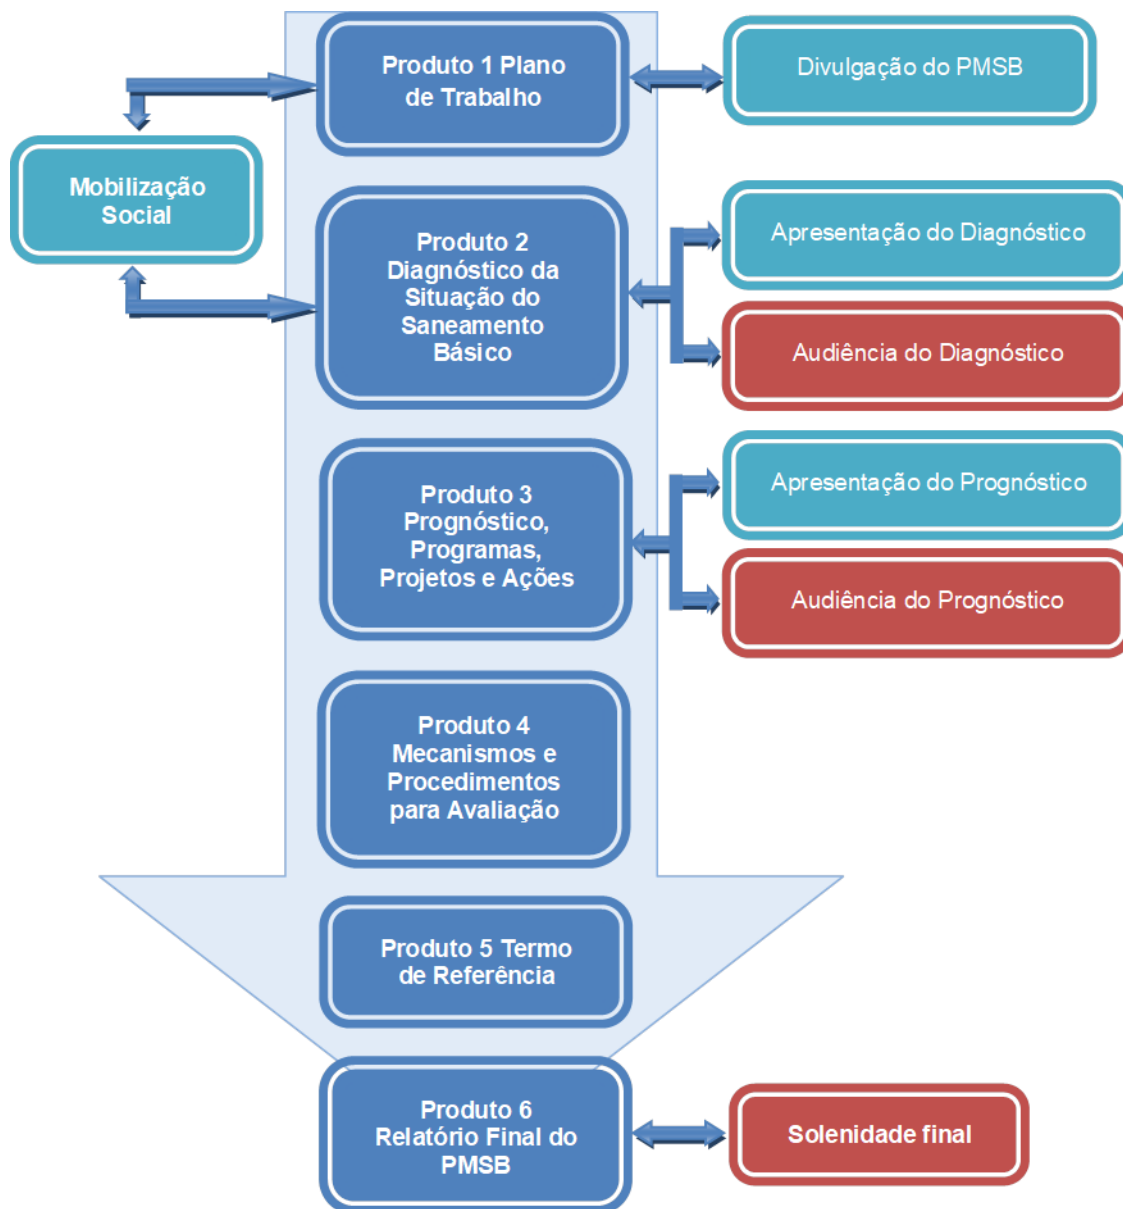 Produto 1 Plano
de Trabalho
Divulgação do PMSB
Mobilização
Social
Produto 2
Diagnóstico da
Situação do
Saneamento
Básico
Apresentação do Diagnóstico
Audiência do Diagnóstico
Produto 3
Prognóstico,
Programas,
Projetos e Ações
Apresentação do Prognóstico
Audiência do Prognóstico
Produto 4
Mecanismos e
Procedimentos
para Avaliação
Produto 5 Termo
de Referência
Produto 6
Relatório Final do
PMSB
Solenidade final